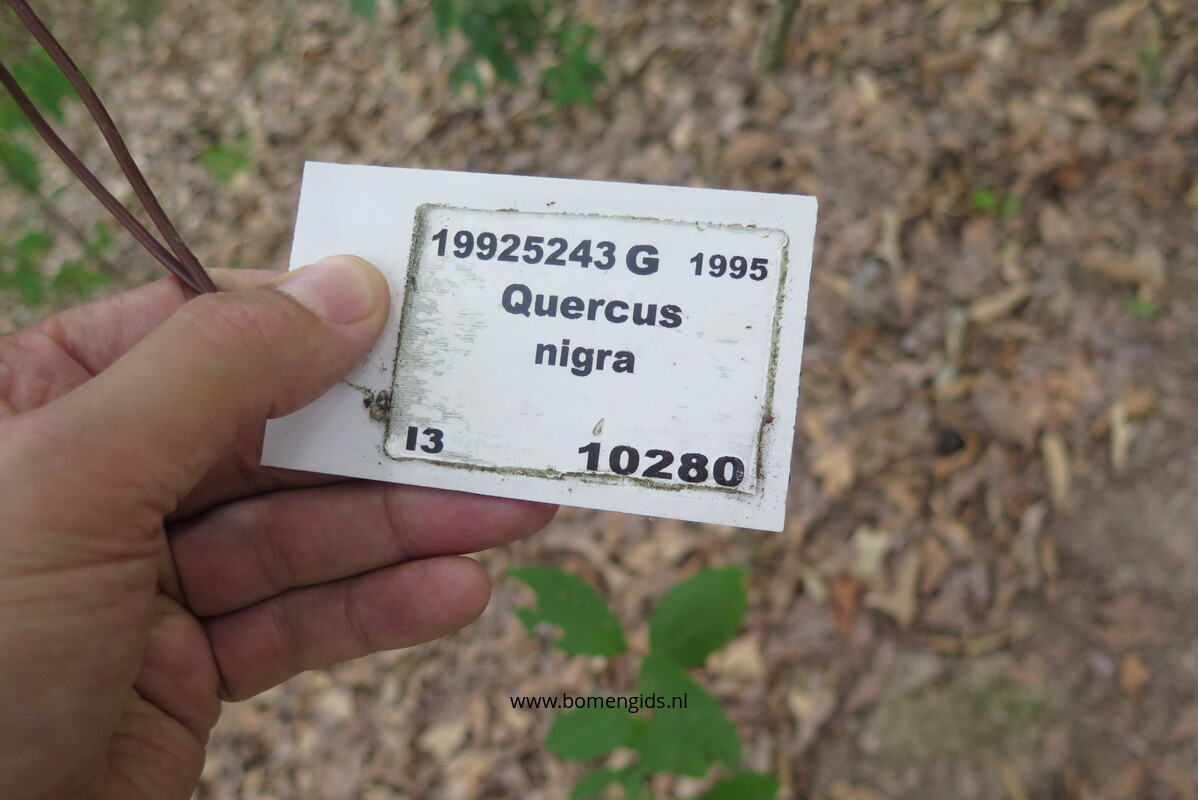 19925243 G 1995
Quercus
nigra
I3 10280
www.bomengids.nl